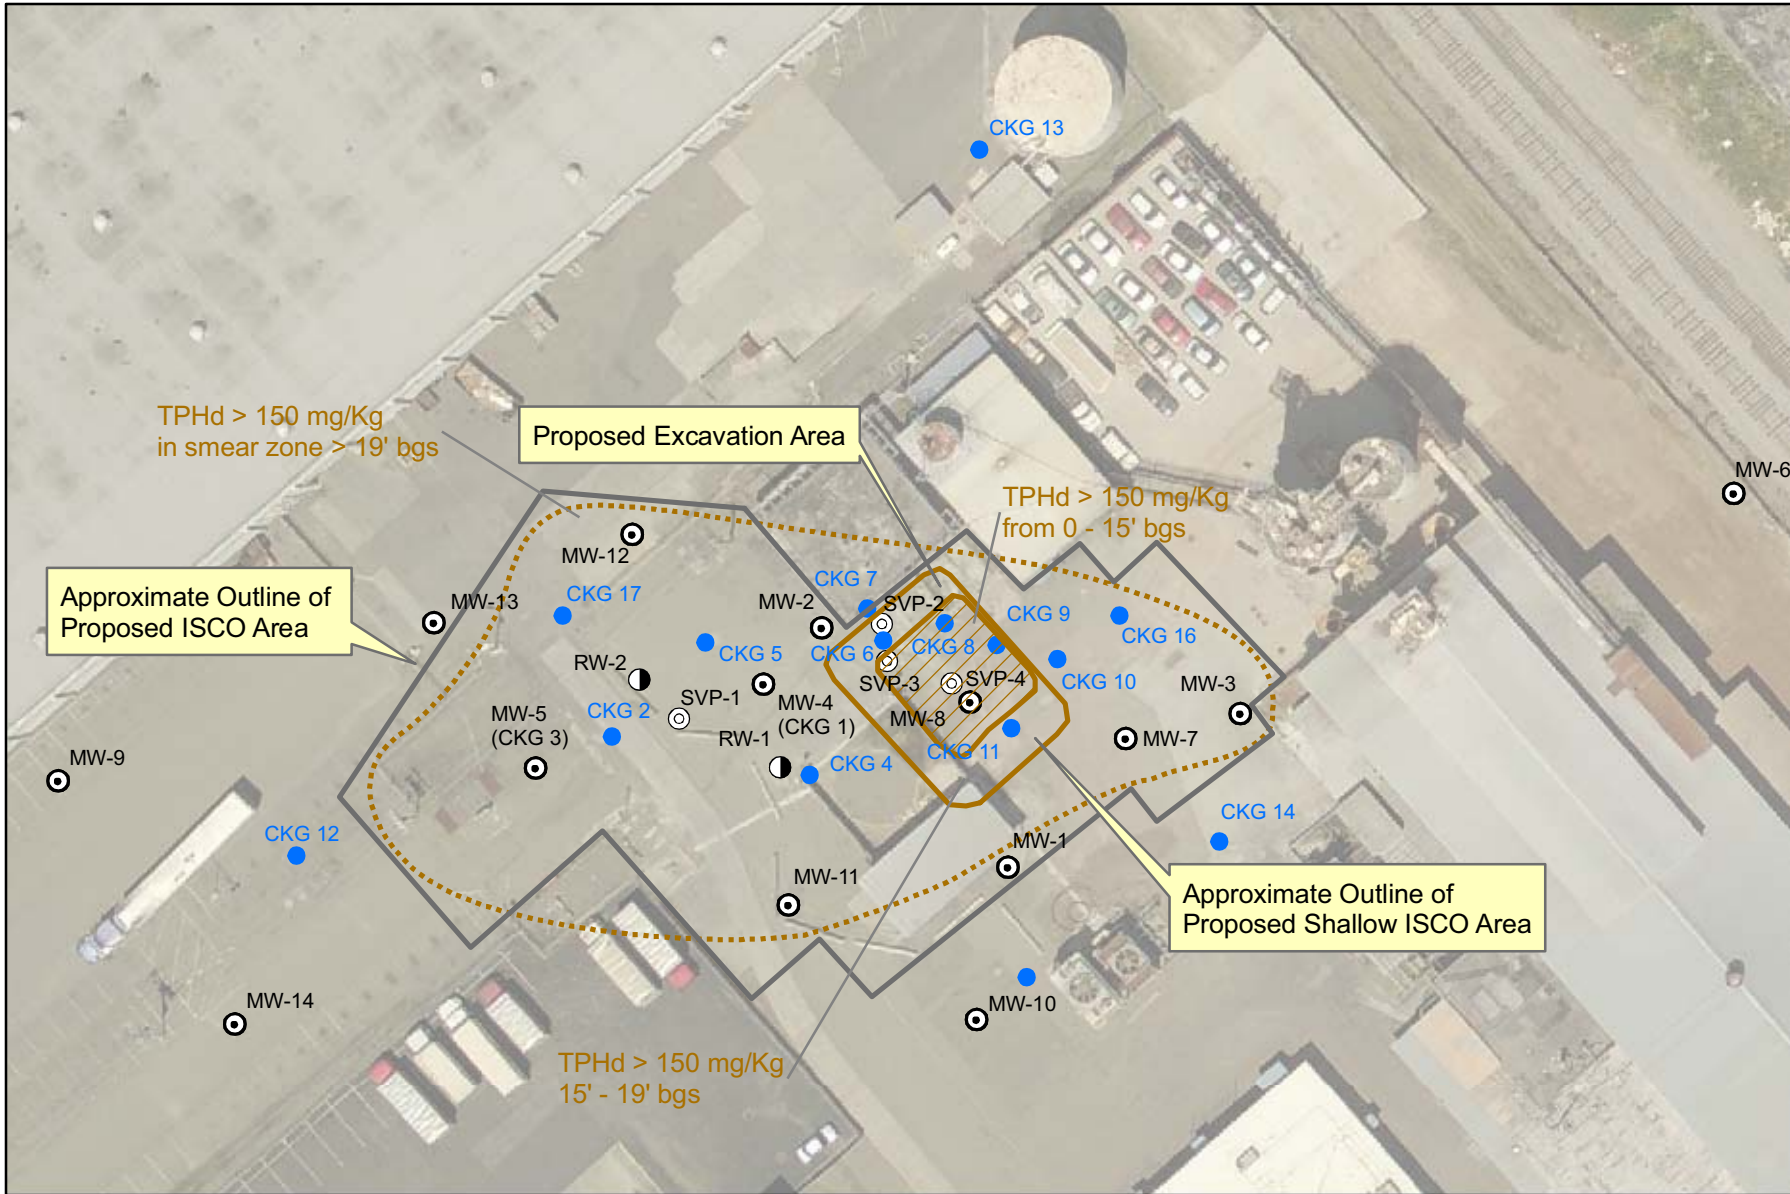 CKG 13
TPHd > 150 mg/Kg
in smear zone > 19' bgs
Proposed Excavation Area
MW-6
TPHd > 150 mg/Kg
from 0 - 15' bgs
MW-12
Approximate Outline of
Proposed ISCO Area
MW-13
CKG 17
MW-2
CKG 7
SVP-2
CKG 9
CKG 16
CKG 5
CKG 6
CKG 8
RW-2
SVP-1
SVP-3
SVP-4
CKG 10
MW-3
MW-5
(CKG 3)
CKG 2
MW-4
(CKG 1)
MW-8
RW-1
CKG 11
MW-7
MW-9
CKG 4
CKG 12
CKG 14
MW-1
MW-11
Approximate Outline of
Proposed Shallow ISCO Area
MW-14
MW-10
TPHd > 150 mg/Kg
15' - 19' bgs